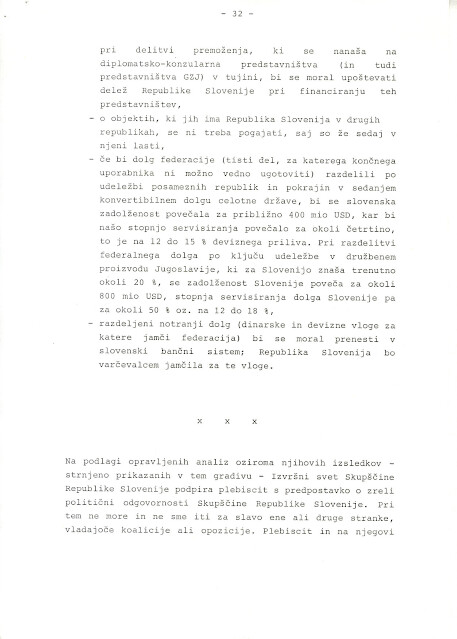 - 32 -
pri delitvi premoženja, ki se nanaša na
diplomatsko-konzularna predstavništva (in tudi
predstavništva GZJ) v tujini, bi se moral upoštevati
delež Republike Slovenije pri financiranju teh
predstavništev,
- o objektih, ki jih ima Republika Slovenija v drugih
republikah, se ni treba pogajati, saj so že sedaj v
njeni lasti,
- če bi dolg federacije (tisti del, za katerega končnega
uporabnika ni možno vedno ugotoviti) razdelili po
udeležbi posameznih republik in pokrajin v sedanjem
konvertibilnem dolgu celotne države, bi se slovenska
zadolženost povečala za približno 400 mio USD, kar bi
našo stopnjo servisiranja povečalo za okoli četrtino,
to je na 12 do 15 % deviznega priliva. Pri razdelitvi
federalnega dolga po ključu udeležbe v družbenem
proizvodu Jugoslavije, ki za Slovenijo znaša trenutno
okoli 20 %, se zadolženost Slovenije poveča za okoli
800 mio USD, stopnja servisiranja dolga Slovenije pa
za okoli 50 % oz. na 12 do 18 %,
- razdeljeni notranji dolg (dinarske in devizne vloge za
katere jamči federacija) bi se moral prenesti v
slovenski bančni sistem; Republika Slovenija bo
varčevalcem jamčila za te vloge.
x x x
Na podlagi opravljenih analiz oziroma njihovih izsledkov -
strnjeno prikazanih v tem gradivu - Izvršni svet Skupščine
Republike Slovenije podpira plebiscit s predpostavko o zreli
politični odgovornosti Skupščine Republike Slovenije. Pri
tem ne more in ne sme iti za slavo ene ali druge stranke,
vladajoče koalicije ali opozicije. Plebiscit in na njegovi